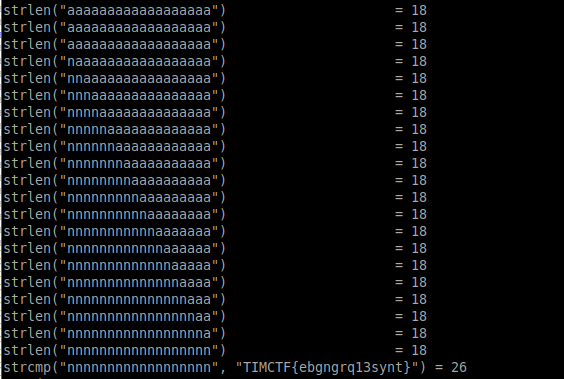 strlen("aaaaaaaaaaaaaaaaaa") = 18
strlen("aaaaaaaaaaaaaaaaaa") = 18
strlen("aaaaaaaaaaaaaaaaaa") = 18
strlen("naaaaaaaaaaaaaaaaa") = 18
strlen("nnaaaaaaaaaaaaaaaa") = 18
strlen("nnnaaaaaaaaaaaaaaa") = 18
strlen("nnnnaaaaaaaaaaaaaa") = 18
strlen("nnnnnaaaaaaaaaaaaa") = 18
strlen("nnnnnnaaaaaaaaaaaa") = 18
strlen("nnnnnnnaaaaaaaaaaa") = 18
strlen("nnnnnnnnaaaaaaaaaa") = 18
strlen("nnnnnnnnnaaaaaaaaa") = 18
strlen("nnnnnnnnnnaaaaaaaa") = 18
strlen("nnnnnnnnnnnaaaaaaa") = 18
strlen("nnnnnnnnnnnnaaaaaa") = 18
strlen("nnnnnnnnnnnnnaaaaa") = 18
strlen("nnnnnnnnnnnnnnaaaa") = 18
strlen("nnnnnnnnnnnnnnnaaa") = 18
strlen("nnnnnnnnnnnnnnnnaa") = 18
strlen("nnnnnnnnnnnnnnnnna") = 18
strlen("nnnnnnnnnnnnnnnnnn") = 18
strcmp("nnnnnnnnnnnnnnnnnn", "TIMCTF{ebgngrq13synt}") = 26